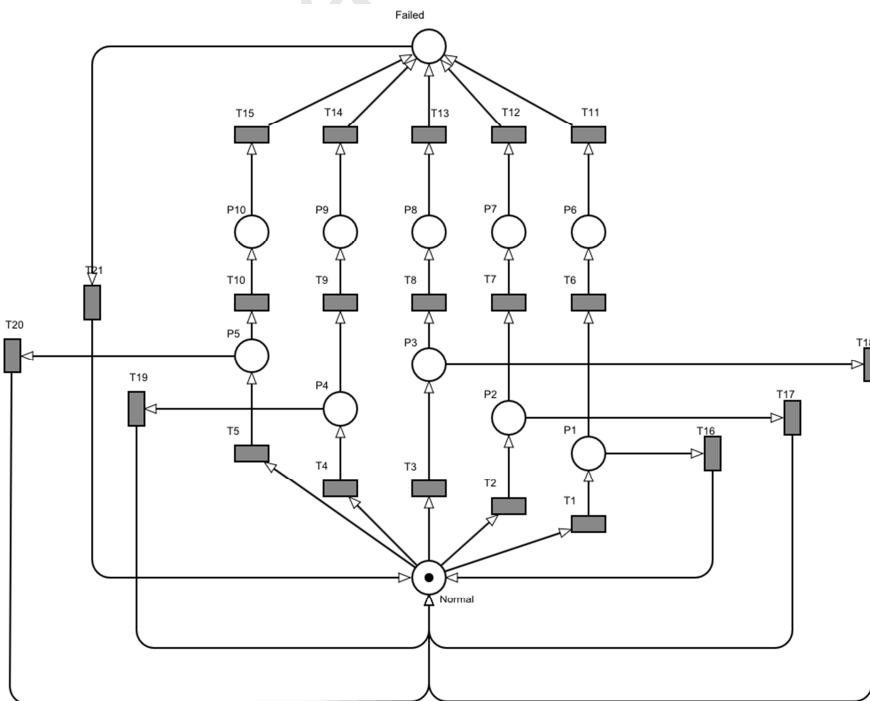 Failed
T15 T14 T13 T12 T11
P10 P9 P8 P7 P6
T21 T10 T9 T8 T7 T6
T20 P5 P3 T18
T19 P4 P2 T17
T5 P1 T16
T4 T3 T2 T1
Normal